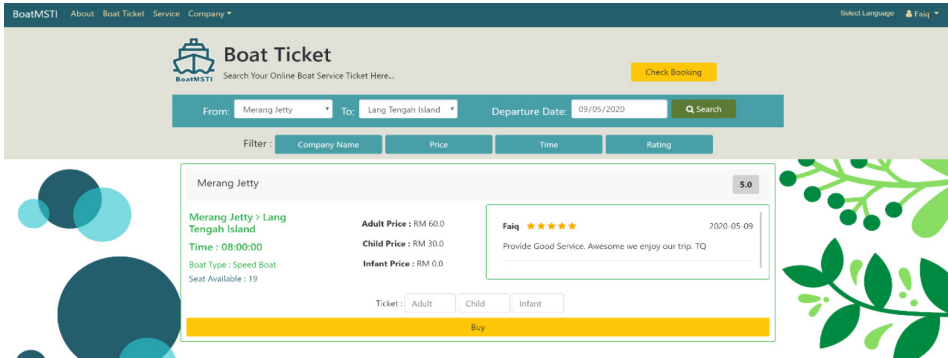 BoatMSTI About Boat Ticket Service Company Select Language Faiq
BoatMSTI
Boat Ticket
Search Your Online Boat Service Ticket Here...
Check Booking
From: Merang Jetty To: Lang Tengah Island Departure Date: 09/05/2020 Search
Filter : Company Name Price Time Rating
Merang Jetty 5.0
Merang Jetty > Lang
Tengah Island
Time : 08:00:00
Boat Type : Speed Boat
Seat Available : 19
Adult Price : RM 60.0
Child Price : RM 30.0
Infant Price : RM 0.0
Faiq 2020-05-09
Provide Good Service. Awesome we enjoy our trip. TQ
Ticket : Adult Child Infant
Buy